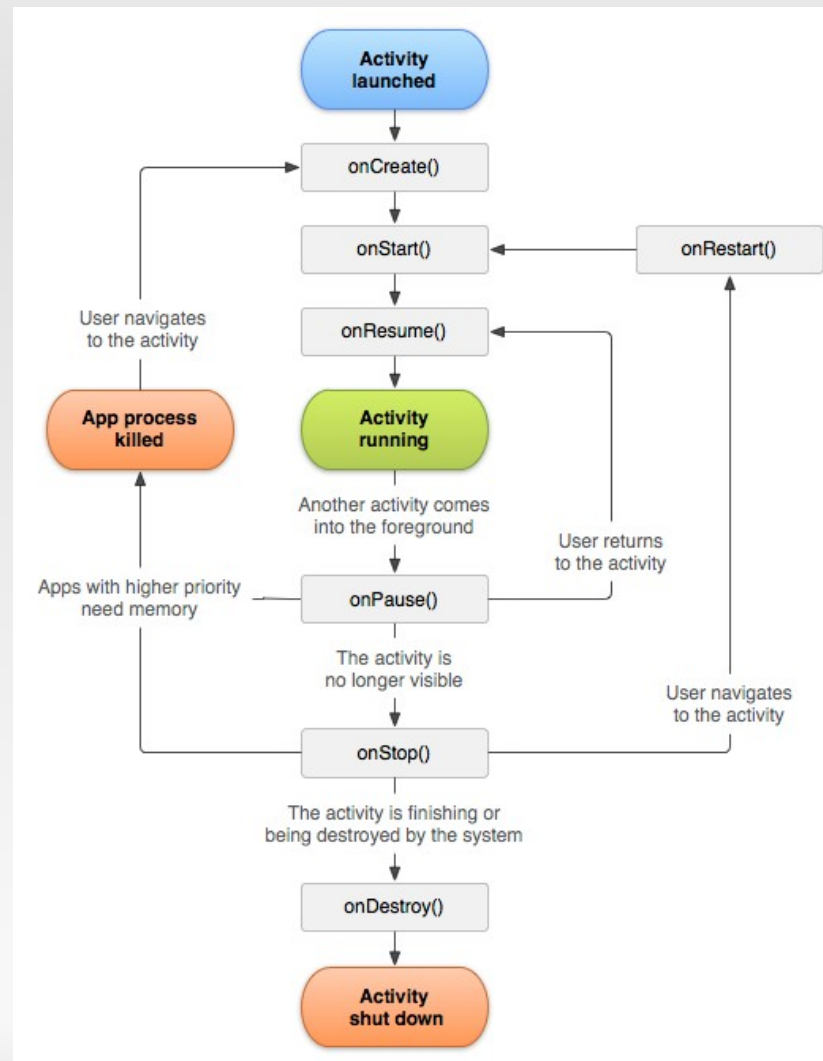 Activity
launched
onCreate()
onStart()
onRestart()
User navigates
to the activity
onResume()
App process
killed
Activity
running
Another activity comes
into the foreground
User returns
to the activity
Apps with higher priority
need memory
onPause()
The activity is
no longer visible
User navigates
to the activity
onStop()
The activity is finishing or
being destroyed by the system
onDestroy()
Activity
shut down